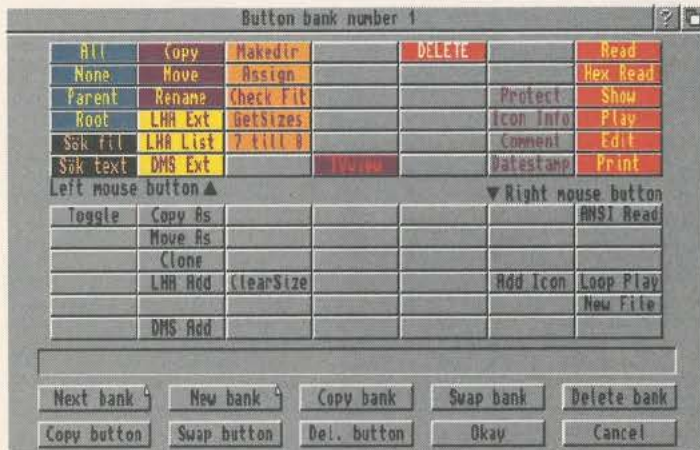 Button bank number 1
?
All Copy Makedir DELETE Read
None Move Assign Hex Read
Parent Rename Check Fit Protect Show
Root LHA Ext GetSizes Icon Info Play
Sök fil LHA List 7 till 8 Comment Edit
Sök text DMS Ext Datestamp Print
Left mouse button ▲ ▼ Right mouse button
Toggle Copy As ANSI Read
Move As
Clone
LHA Add ClearSize Add Icon Loop Play
New File
DMS Add
Next bank New bank Copy bank Swap bank Delete bank
Copy button Swap button Del. button Okay Cancel